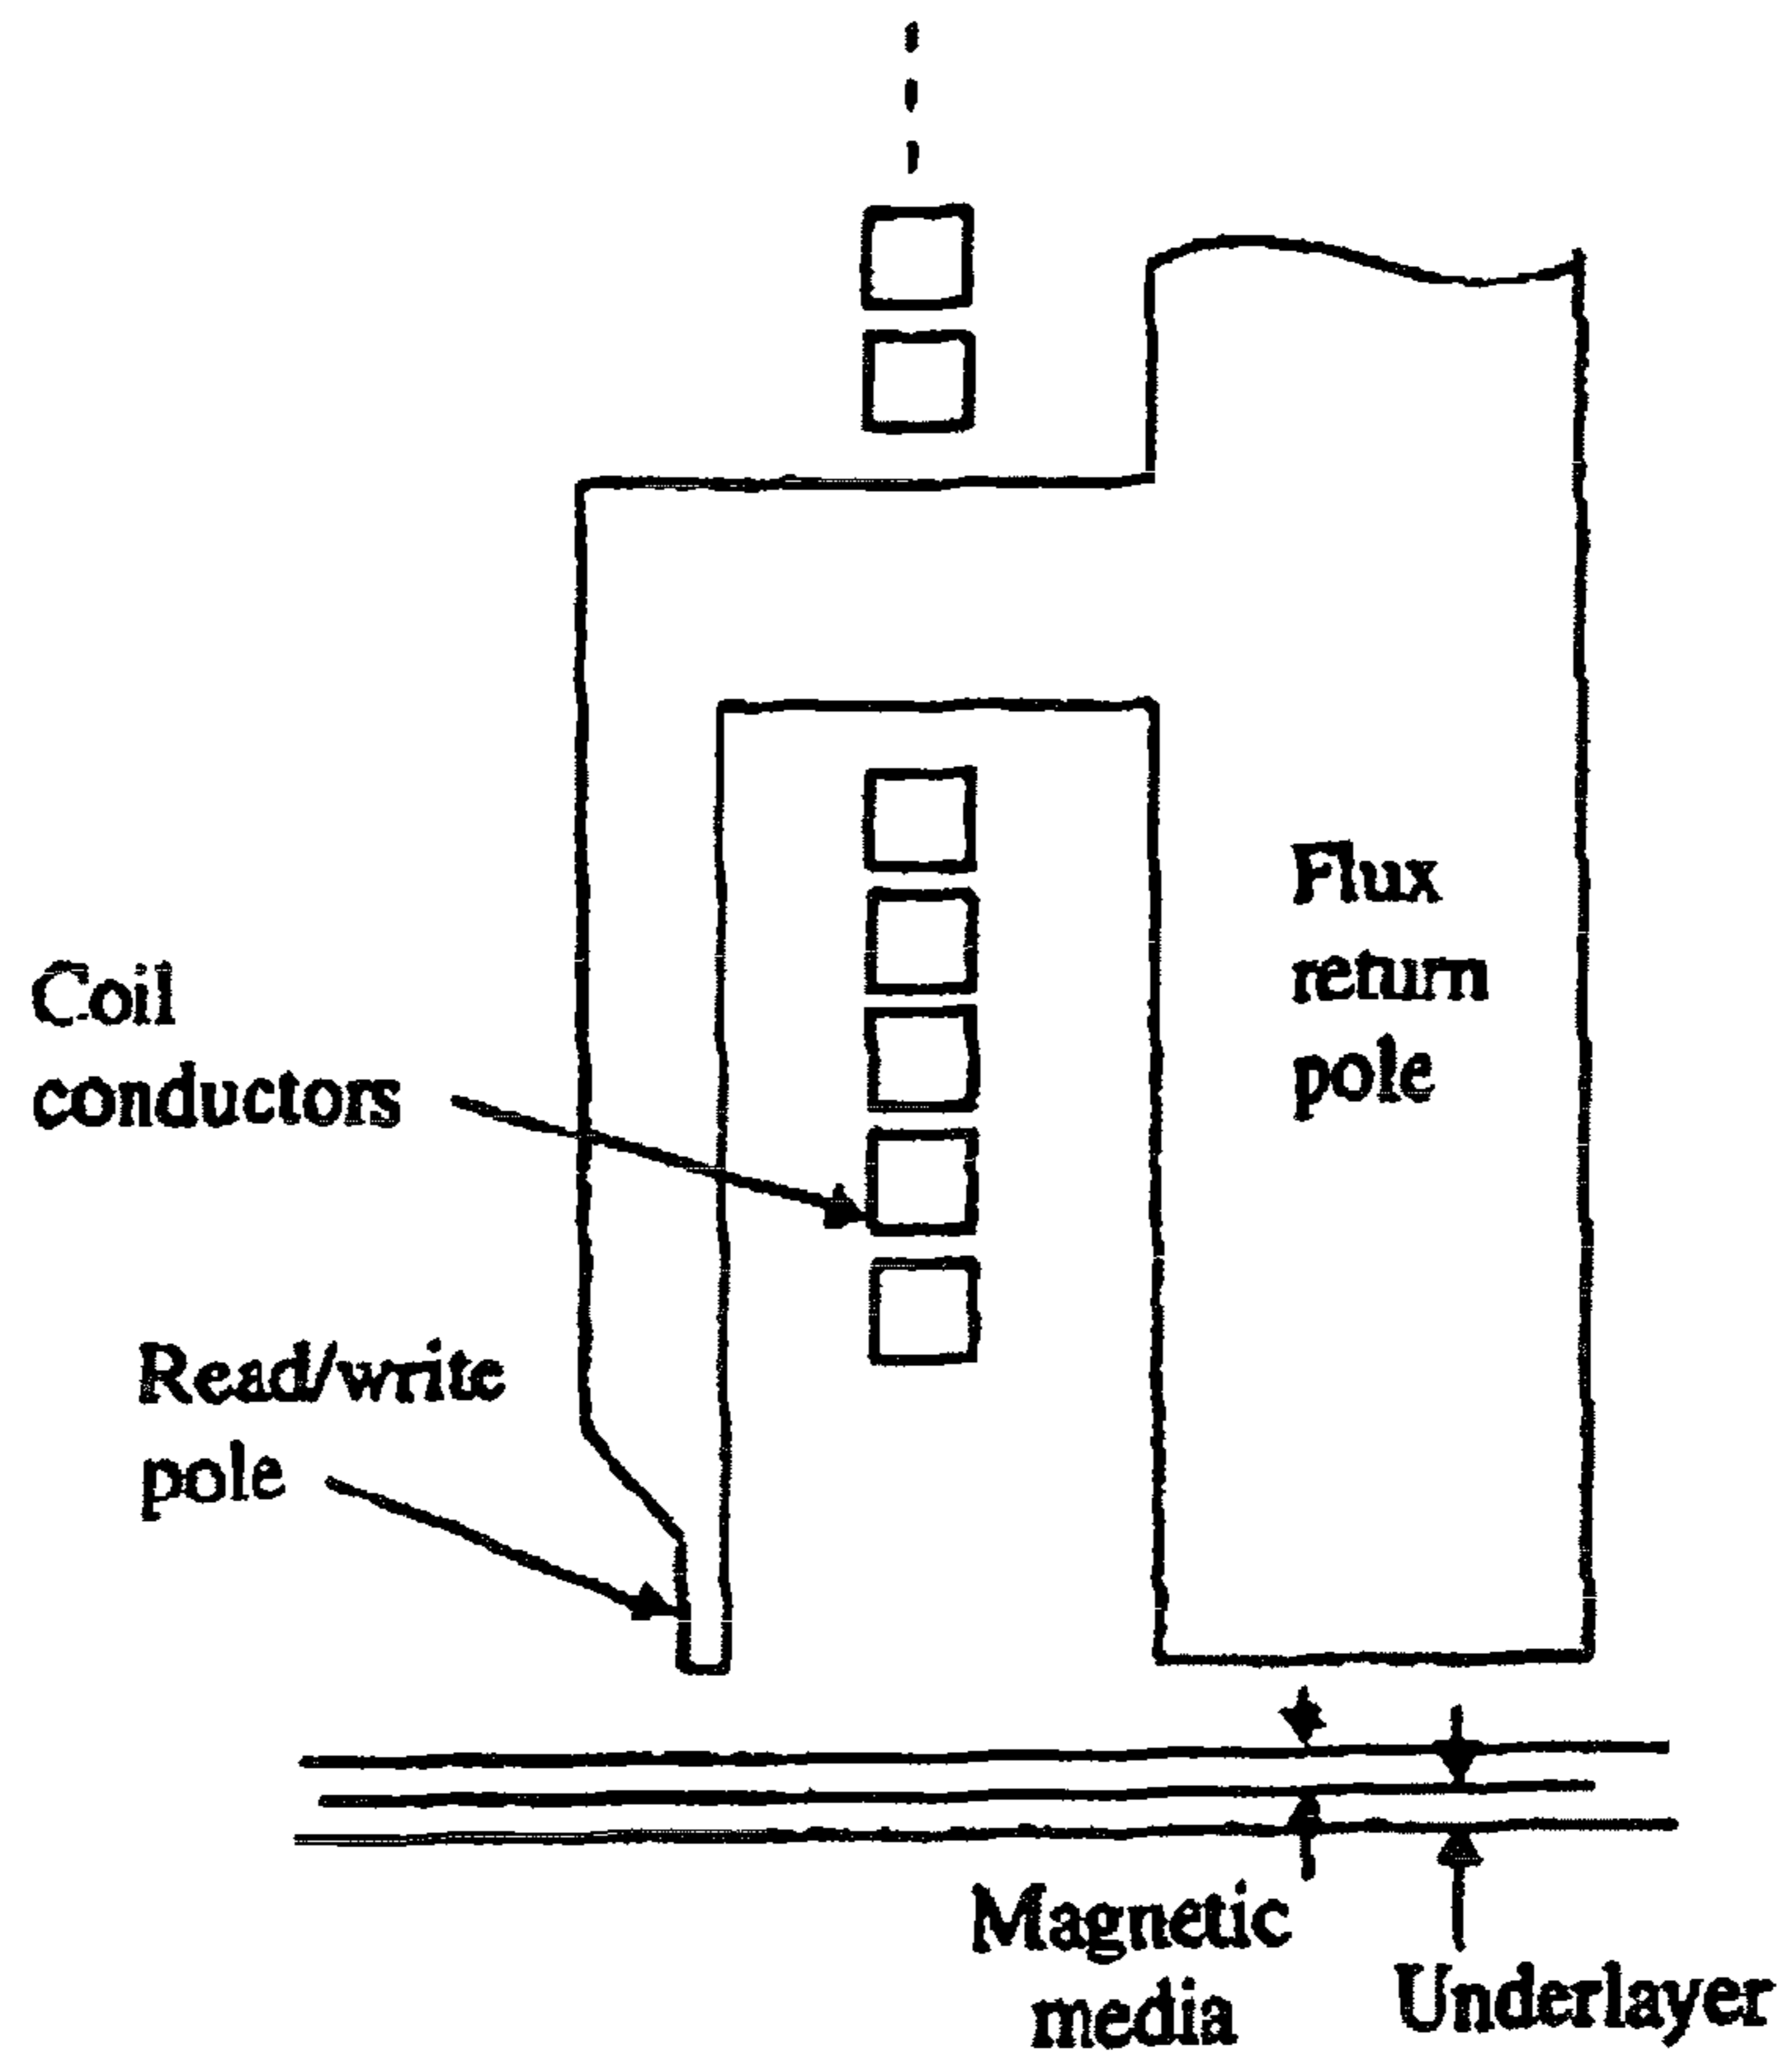 Flux
return
pole
Coil
conductors
Read/write
pole
Magnetic
media
Underlayer